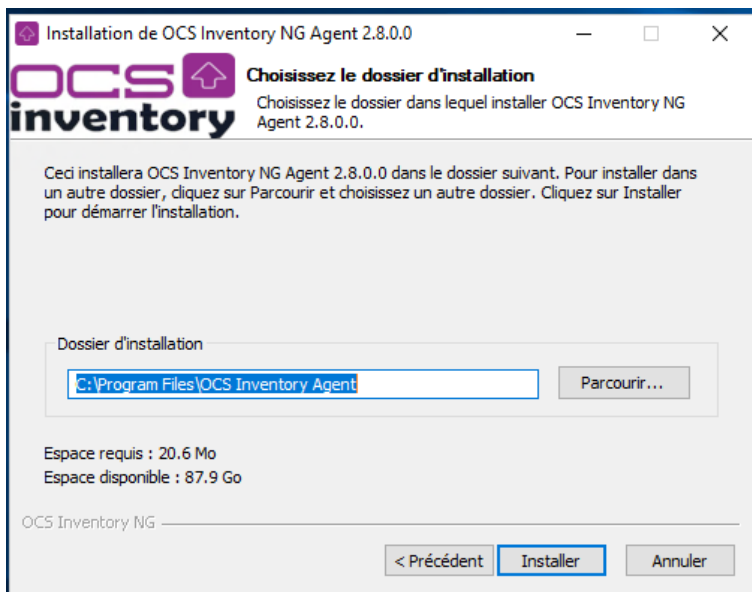 Installation de OCS Inventory NG Agent 2.8.0.0
OCS
inventory
Choisissez le dossier d'installation
Choisissez le dossier dans lequel installer OCS Inventory NG
Agent 2.8.0.0.
Ceci installera OCS Inventory NG Agent 2.8.0.0 dans le dossier suivant. Pour installer dans
un autre dossier, cliquez sur Parcourir et choisissez un autre dossier. Cliquez sur Installer
pour démarrer l'installation.
Dossier d'installation
C:\Program Files\OCS Inventory Agent
Parcourir...
Espace requis : 20.6 Mo
Espace disponible : 87.9 Go
OCS Inventory NG
< Précédent
Installer
Annuler